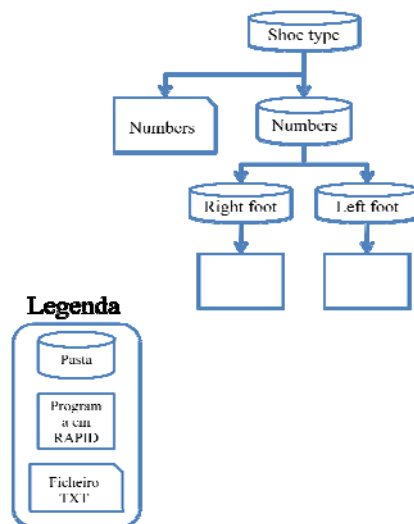 Shoe type
Numbers
Numbers
Right foot
Left foot
Legenda
Pasta
Program
a em
RAPID
Ficheiro
TXT